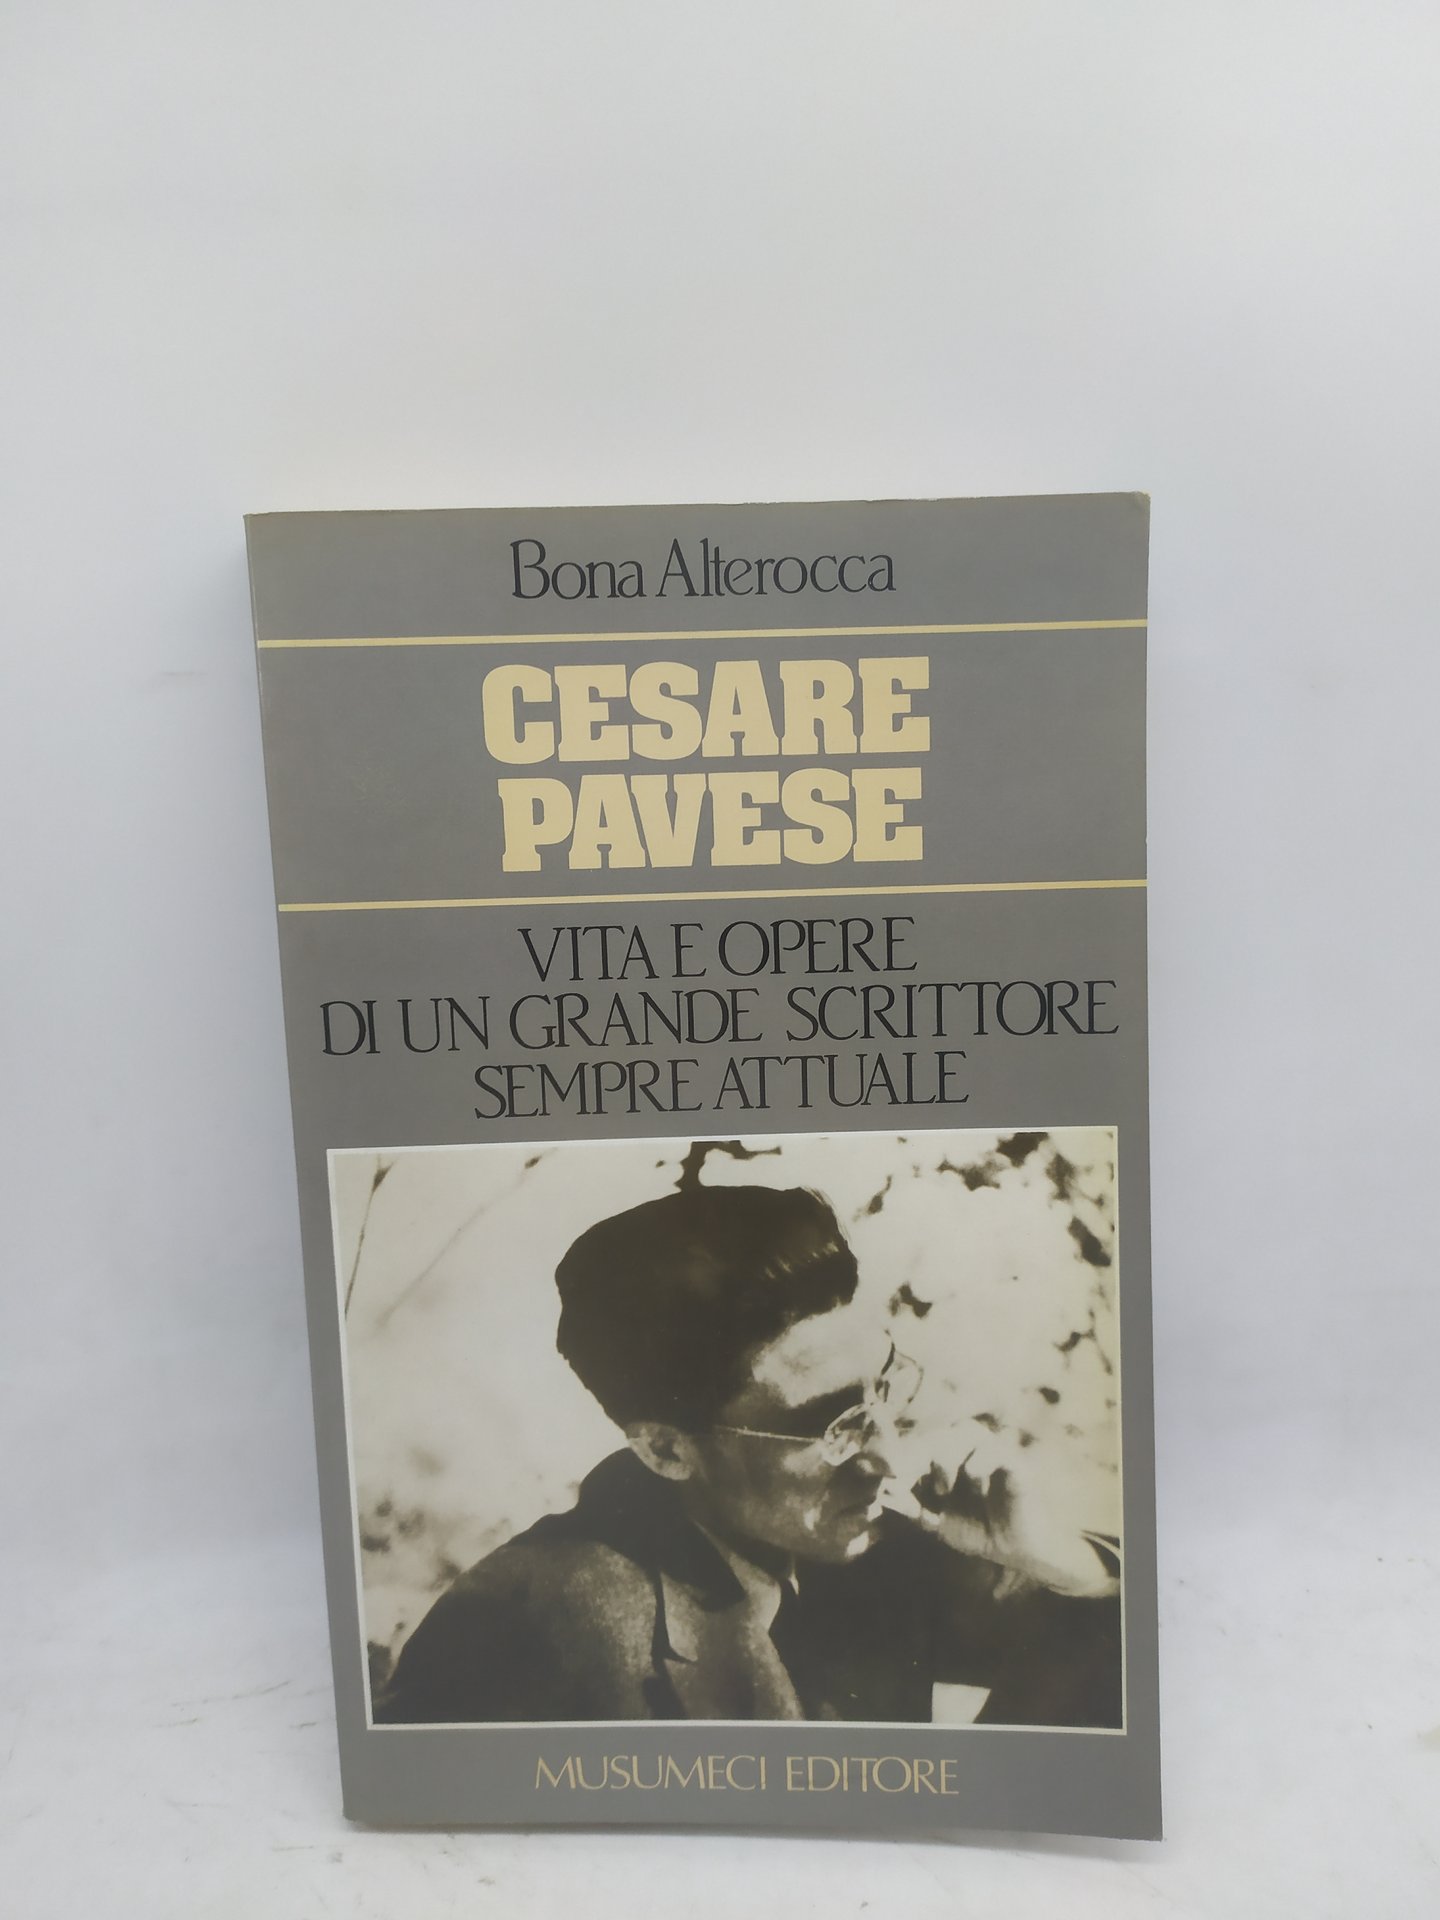 Bona Alterocca
CESARE
PAVESE
VITA E OPERE
DI UN GRANDE SCRITTORE
SEMPRE ATTUALE
MUSUMECI EDITORE